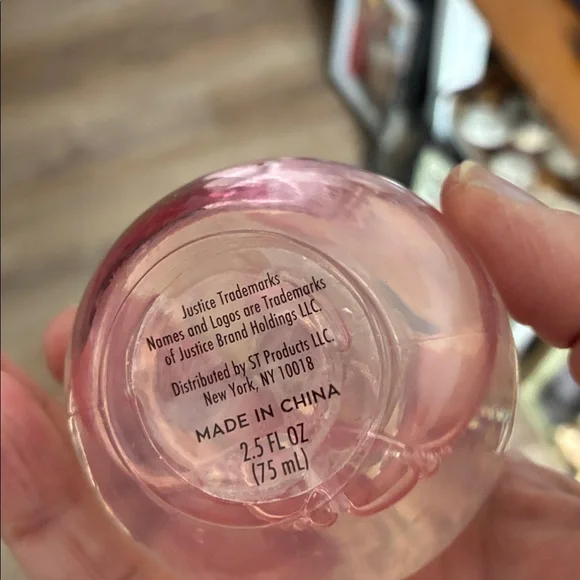 Justice Trademarks
Names and Logos are Trademarks
of Justice Brand Holdings LLC.
Distributed by ST Products LLC.
New York, NY 10018
MADE IN CHINA
2.5 FL OZ
(75 mL)